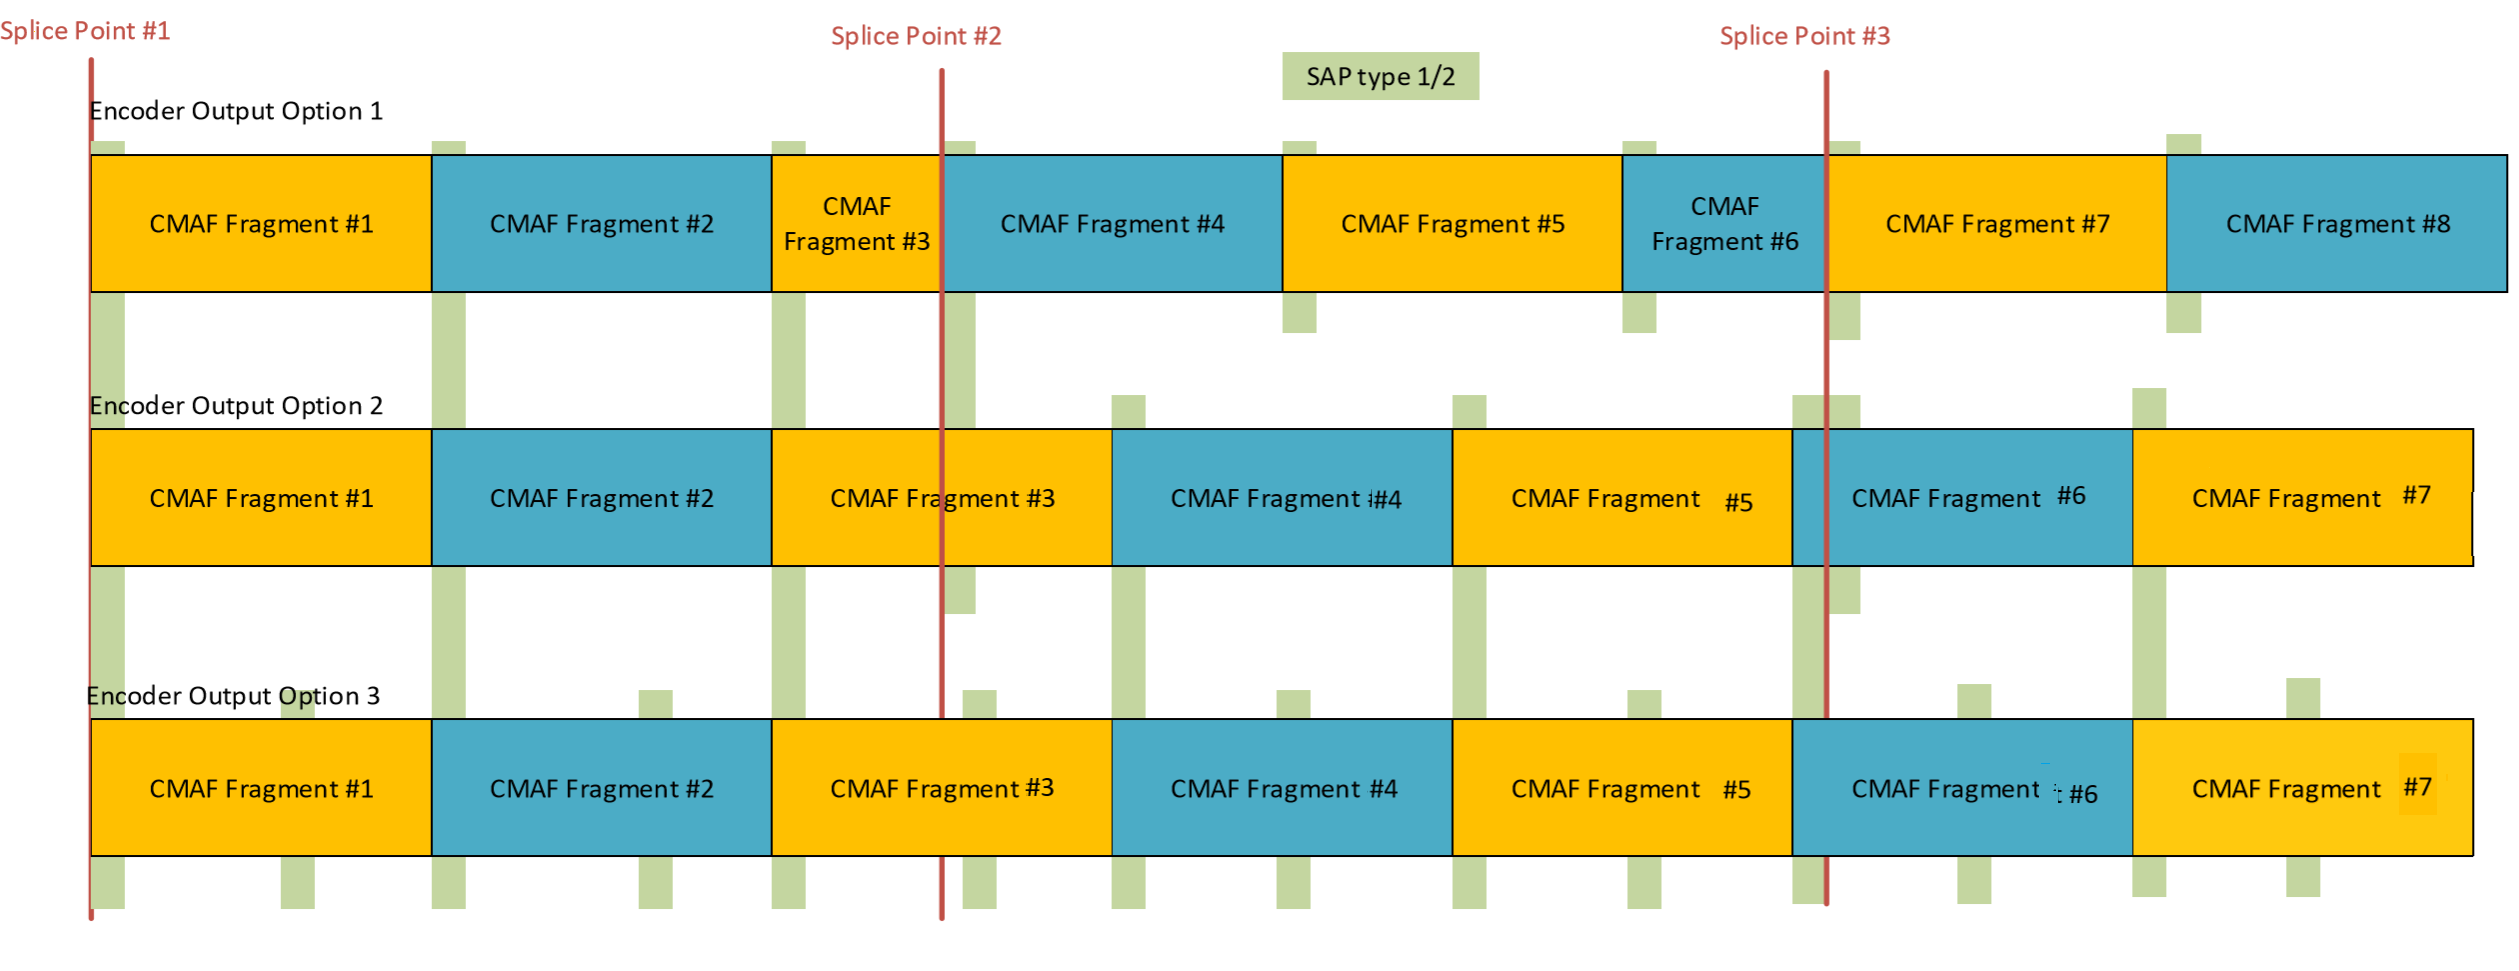 Splice Point #1
Splice Point #2
Splice Point #3
SAP type 1/2
Encoder Output Option 1
CMAF Fragment #1
CMAF Fragment #2
CMAF
Fragment #3
CMAF Fragment #4
CMAF Fragment #5
CMAF
Fragment #6
CMAF Fragment #7
CMAF Fragment #8
Encoder Output Option 2
CMAF Fragment #1
CMAF Fragment #2
CMAF Fragment #3
CMAF Fragment #4
CMAF Fragment #5
CMAF Fragment #6
CMAF Fragment #7
Encoder Output Option 3
CMAF Fragment #1
CMAF Fragment #2
CMAF Fragment #3
CMAF Fragment #4
CMAF Fragment #5
CMAF Fragment #6
CMAF Fragment #7